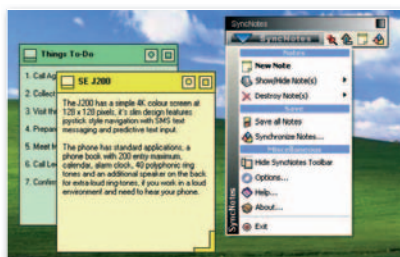 Things To-Do
1. Call Ag
2. Collect
3. Visit th
4. Prepare
5. Meet M
6. Call Le
7. Confirm
SE J200
The J200 has a simple 4K colour screen at
128 x 128 pixels, it's slim design features
joystick style navigation with SMS text
messaging and predictive text input.
The phone has standard applications, a
phone book with 200 entry maximum,
calendar, alarm clock, 40 polyphonic ring
tones and an additional speaker on the back
for extra-loud ring-tones, if you work in a loud
environment and need to hear your phone.
SyncNotes
SyncNotes
Notes
New Note
Show/Hide Note(s)
Destroy Note(s)
Save
Save all Notes
Synchronize Notes...
Miscellaneous
Hide SyncNotes Toolbar
Options...
Help...
About...
Exit
SyncNotes